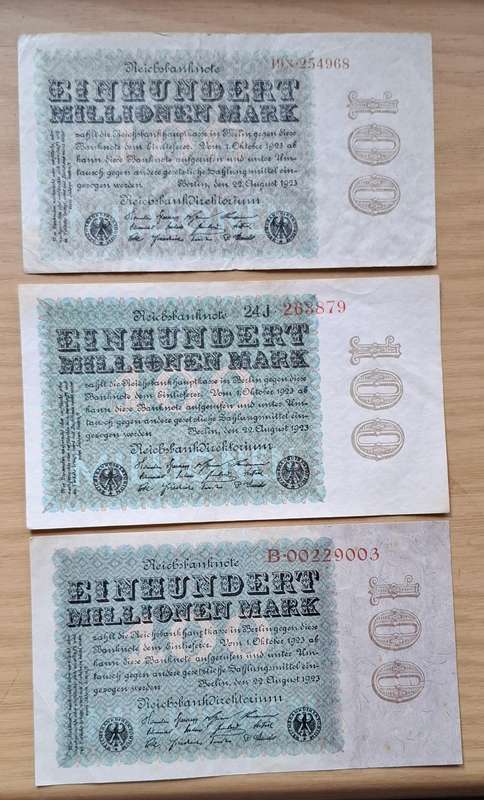 Reichsbanknote 19X·254968
EINHUNDERT
MILLIONEN MARK
zahlt die Reichsbankhauptkasse in Berlin gegen diese
Banknote dem Einlieferer. Vom 1. Oktober 1923 ab
kann diese Banknote aufgerufen und unter Um-
tausch gegen andere gesetzliche Zahlungsmittel ein-
gezogen werden Berlin, den 22. August 1923
Reichsbankdirektorium
100
Reichsbanknote 24J·263879
EINHUNDERT
MILLIONEN MARK
zahlt die Reichsbankhauptkasse in Berlin gegen diese
Banknote dem Einlieferer. Vom 1. Oktober 1923 ab
kann diese Banknote aufgerufen und unter Um-
tausch gegen andere gesetzliche Zahlungsmittel ein-
gezogen werden Berlin, den 22. August 1923
Reichsbankdirektorium
100
Reichsbanknote B·00229003
EINHUNDERT
MILLIONEN MARK
zahlt die Reichsbankhauptkasse in Berlin gegen diese
Banknote dem Einlieferer. Vom 1. Oktober 1923 ab
kann diese Banknote aufgerufen und unter Um-
tausch gegen andere gesetzliche Zahlungsmittel ein-
gezogen werden Berlin, den 22. August 1923
Reichsbankdirektorium
100